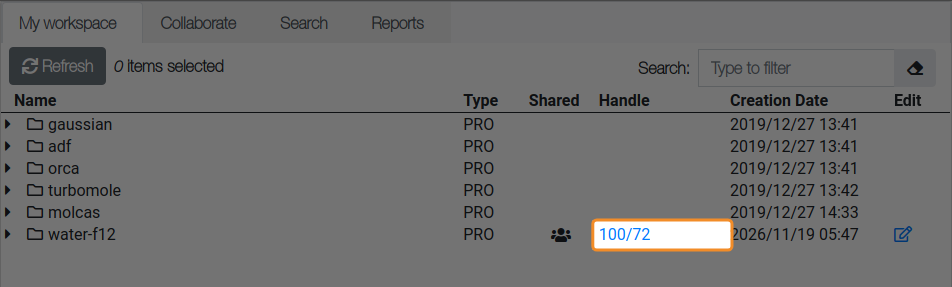 My workspace Collaborate Search Reports
Refresh 0 items selected Search: Type to filter
Name Type Shared Handle Creation Date Edit
gaussian PRO 2019/12/27 13:41
adf PRO 2019/12/27 13:41
orca PRO 2019/12/27 13:41
turbomole PRO 2019/12/27 13:42
molcas PRO 2019/12/27 14:33
water-f12 PRO 100/72 2026/11/19 05:47